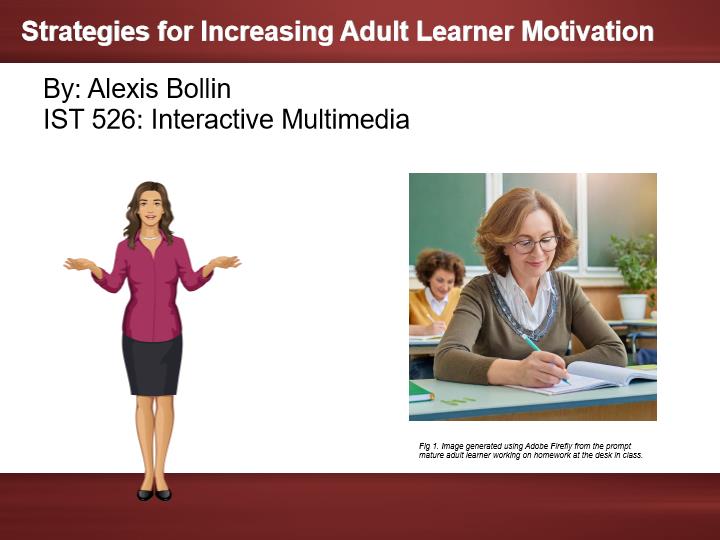 Strategies for Increasing Adult Learner Motivation
By: Alexis Bollin
IST 526: Interactive Multimedia
Fig 1. Image generated using Adobe Firefly from the prompt
mature adult learner working on homework at the desk in class.